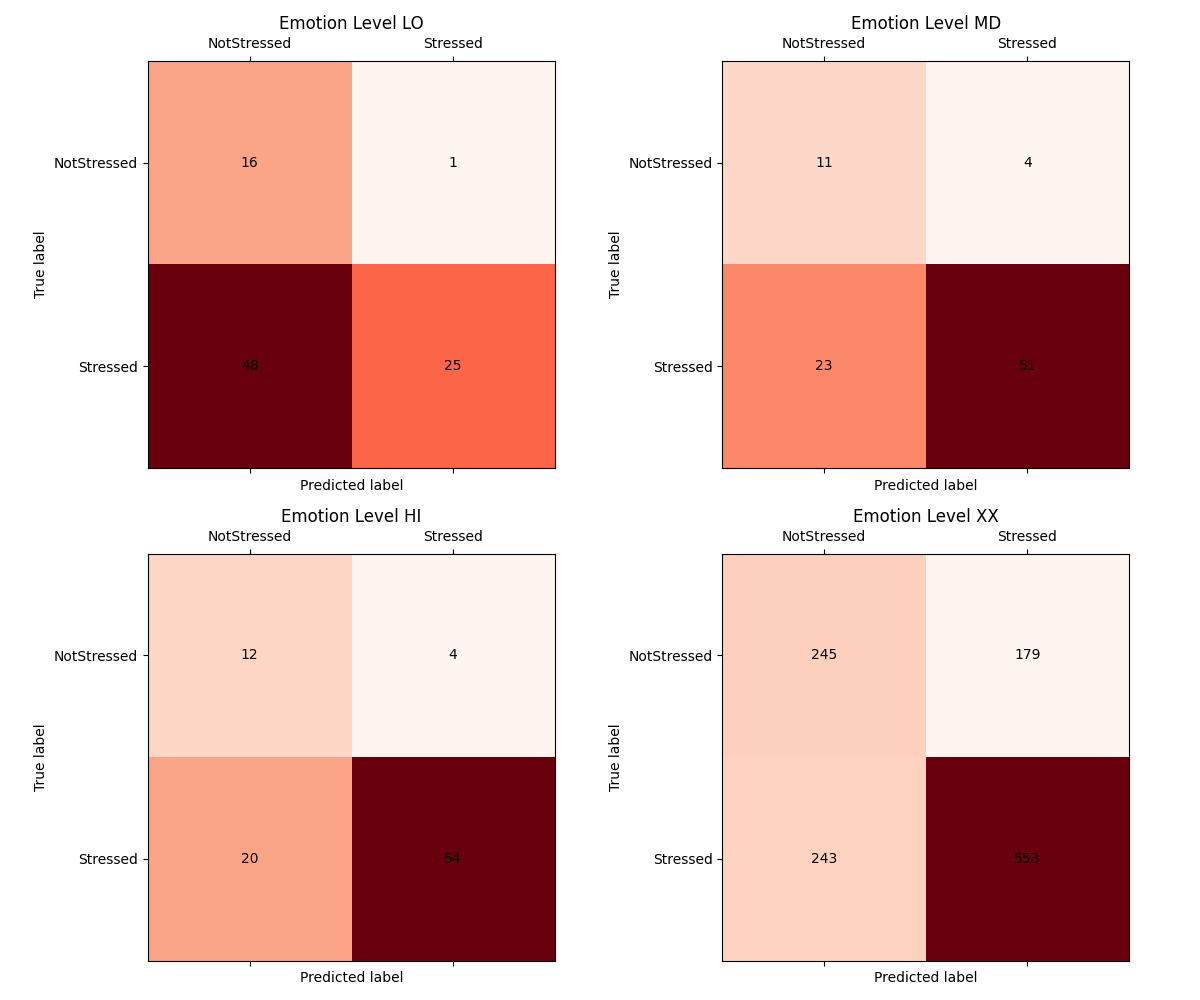 Emotion Level LO
NotStressed Stressed
NotStressed 16 1
True label
Stressed 48 25
Predicted label
Emotion Level MD
NotStressed Stressed
NotStressed 11 4
True label
Stressed 23 51
Predicted label
Emotion Level HI
NotStressed Stressed
NotStressed 12 4
True label
Stressed 20 54
Predicted label
Emotion Level XX
NotStressed Stressed
NotStressed 245 179
True label
Stressed 243 553
Predicted label